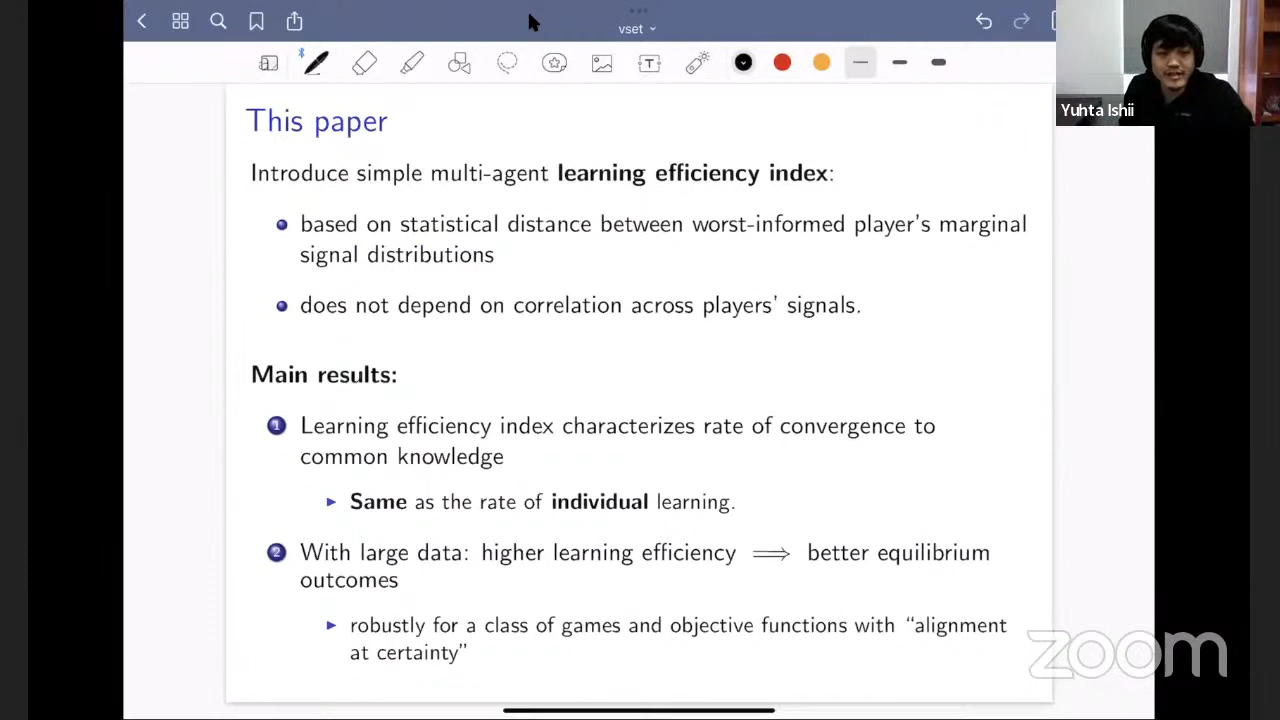 vset
T
Yuhta Ishii
This paper
Introduce simple multi-agent learning efficiency index:
based on statistical distance between worst-informed player's marginal
signal distributions
does not depend on correlation across players' signals.
Main results:
1 Learning efficiency index characterizes rate of convergence to
common knowledge
Same as the rate of individual learning.
2 With large data: higher learning efficiency ⟹ better equilibrium
outcomes
robustly for a class of games and objective functions with “alignment
at certainty”
zoom